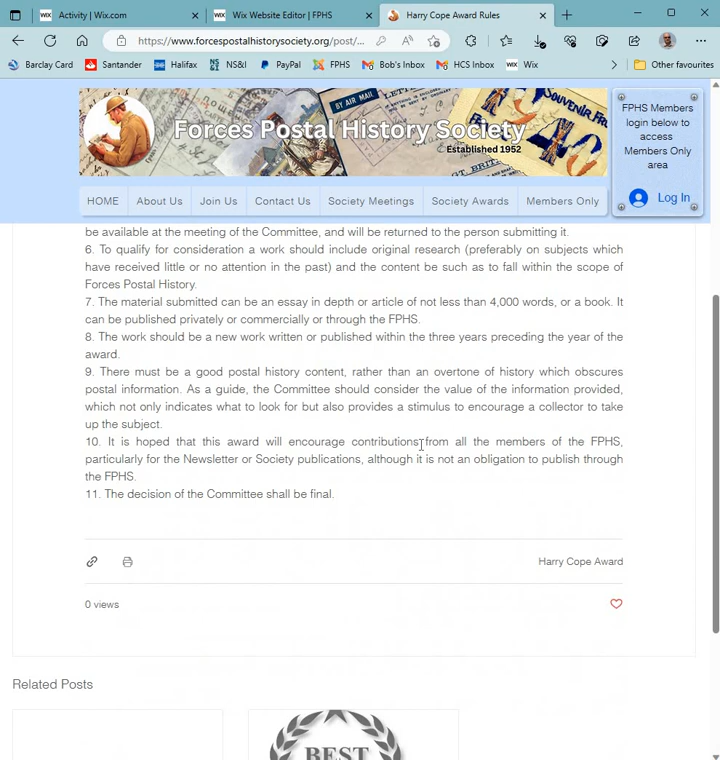 Activity | Wix.com
Wix Website Editor | FPHS
Harry Cope Award Rules
https://www.forcespostalhistorysociety.org/post/...
Barclay Card
Santander
Halifax
NS&I
PayPal
FPHS
Bob's Inbox
HCS Inbox
Wix
Other favourites
BY AIR MAIL
SOUVENIR FROM
Forces Postal History Society
Established 1952
FPHS Members
login below to
access
Members Only
area
Log In
HOME
About Us
Join Us
Contact Us
Society Meetings
Society Awards
Members Only
be available at the meeting of the Committee, and will be returned to the person submitting it.
6. To qualify for consideration a work should include original research (preferably on subjects which
have received little or no attention in the past) and the content be such as to fall within the scope of
Forces Postal History.
7. The material submitted can be an essay in depth or article of not less than 4,000 words, or a book. It
can be published privately or commercially or through the FPHS.
8. The work should be a new work written or published within the three years preceding the year of the
award.
9. There must be a good postal history content, rather than an overtone of history which obscures
postal information. As a guide, the Committee should consider the value of the information provided,
which not only indicates what to look for but also provides a stimulus to encourage a collector to take
up the subject.
10. It is hoped that this award will encourage contributions from all the members of the FPHS,
particularly for the Newsletter or Society publications, although it is not an obligation to publish through
the FPHS.
11. The decision of the Committee shall be final.
Harry Cope Award
0 views
Related Posts
BEST